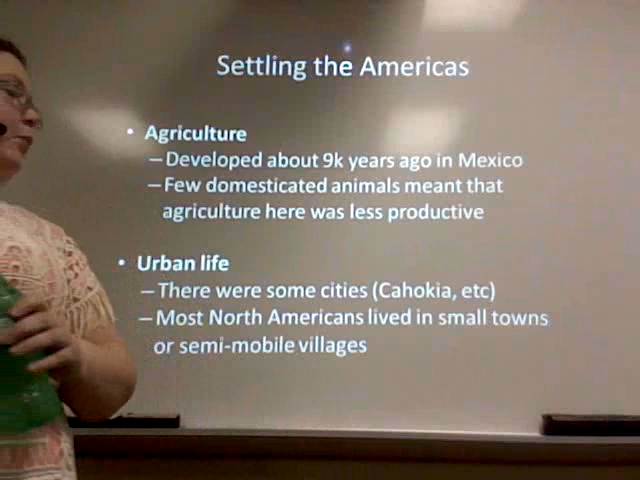 Settling the Americas
• Agriculture
– Developed about 9k years ago in Mexico
– Few domesticated animals meant that
agriculture here was less productive
• Urban life
– There were some cities (Cahokia, etc)
– Most North Americans lived in small towns
or semi-mobile villages